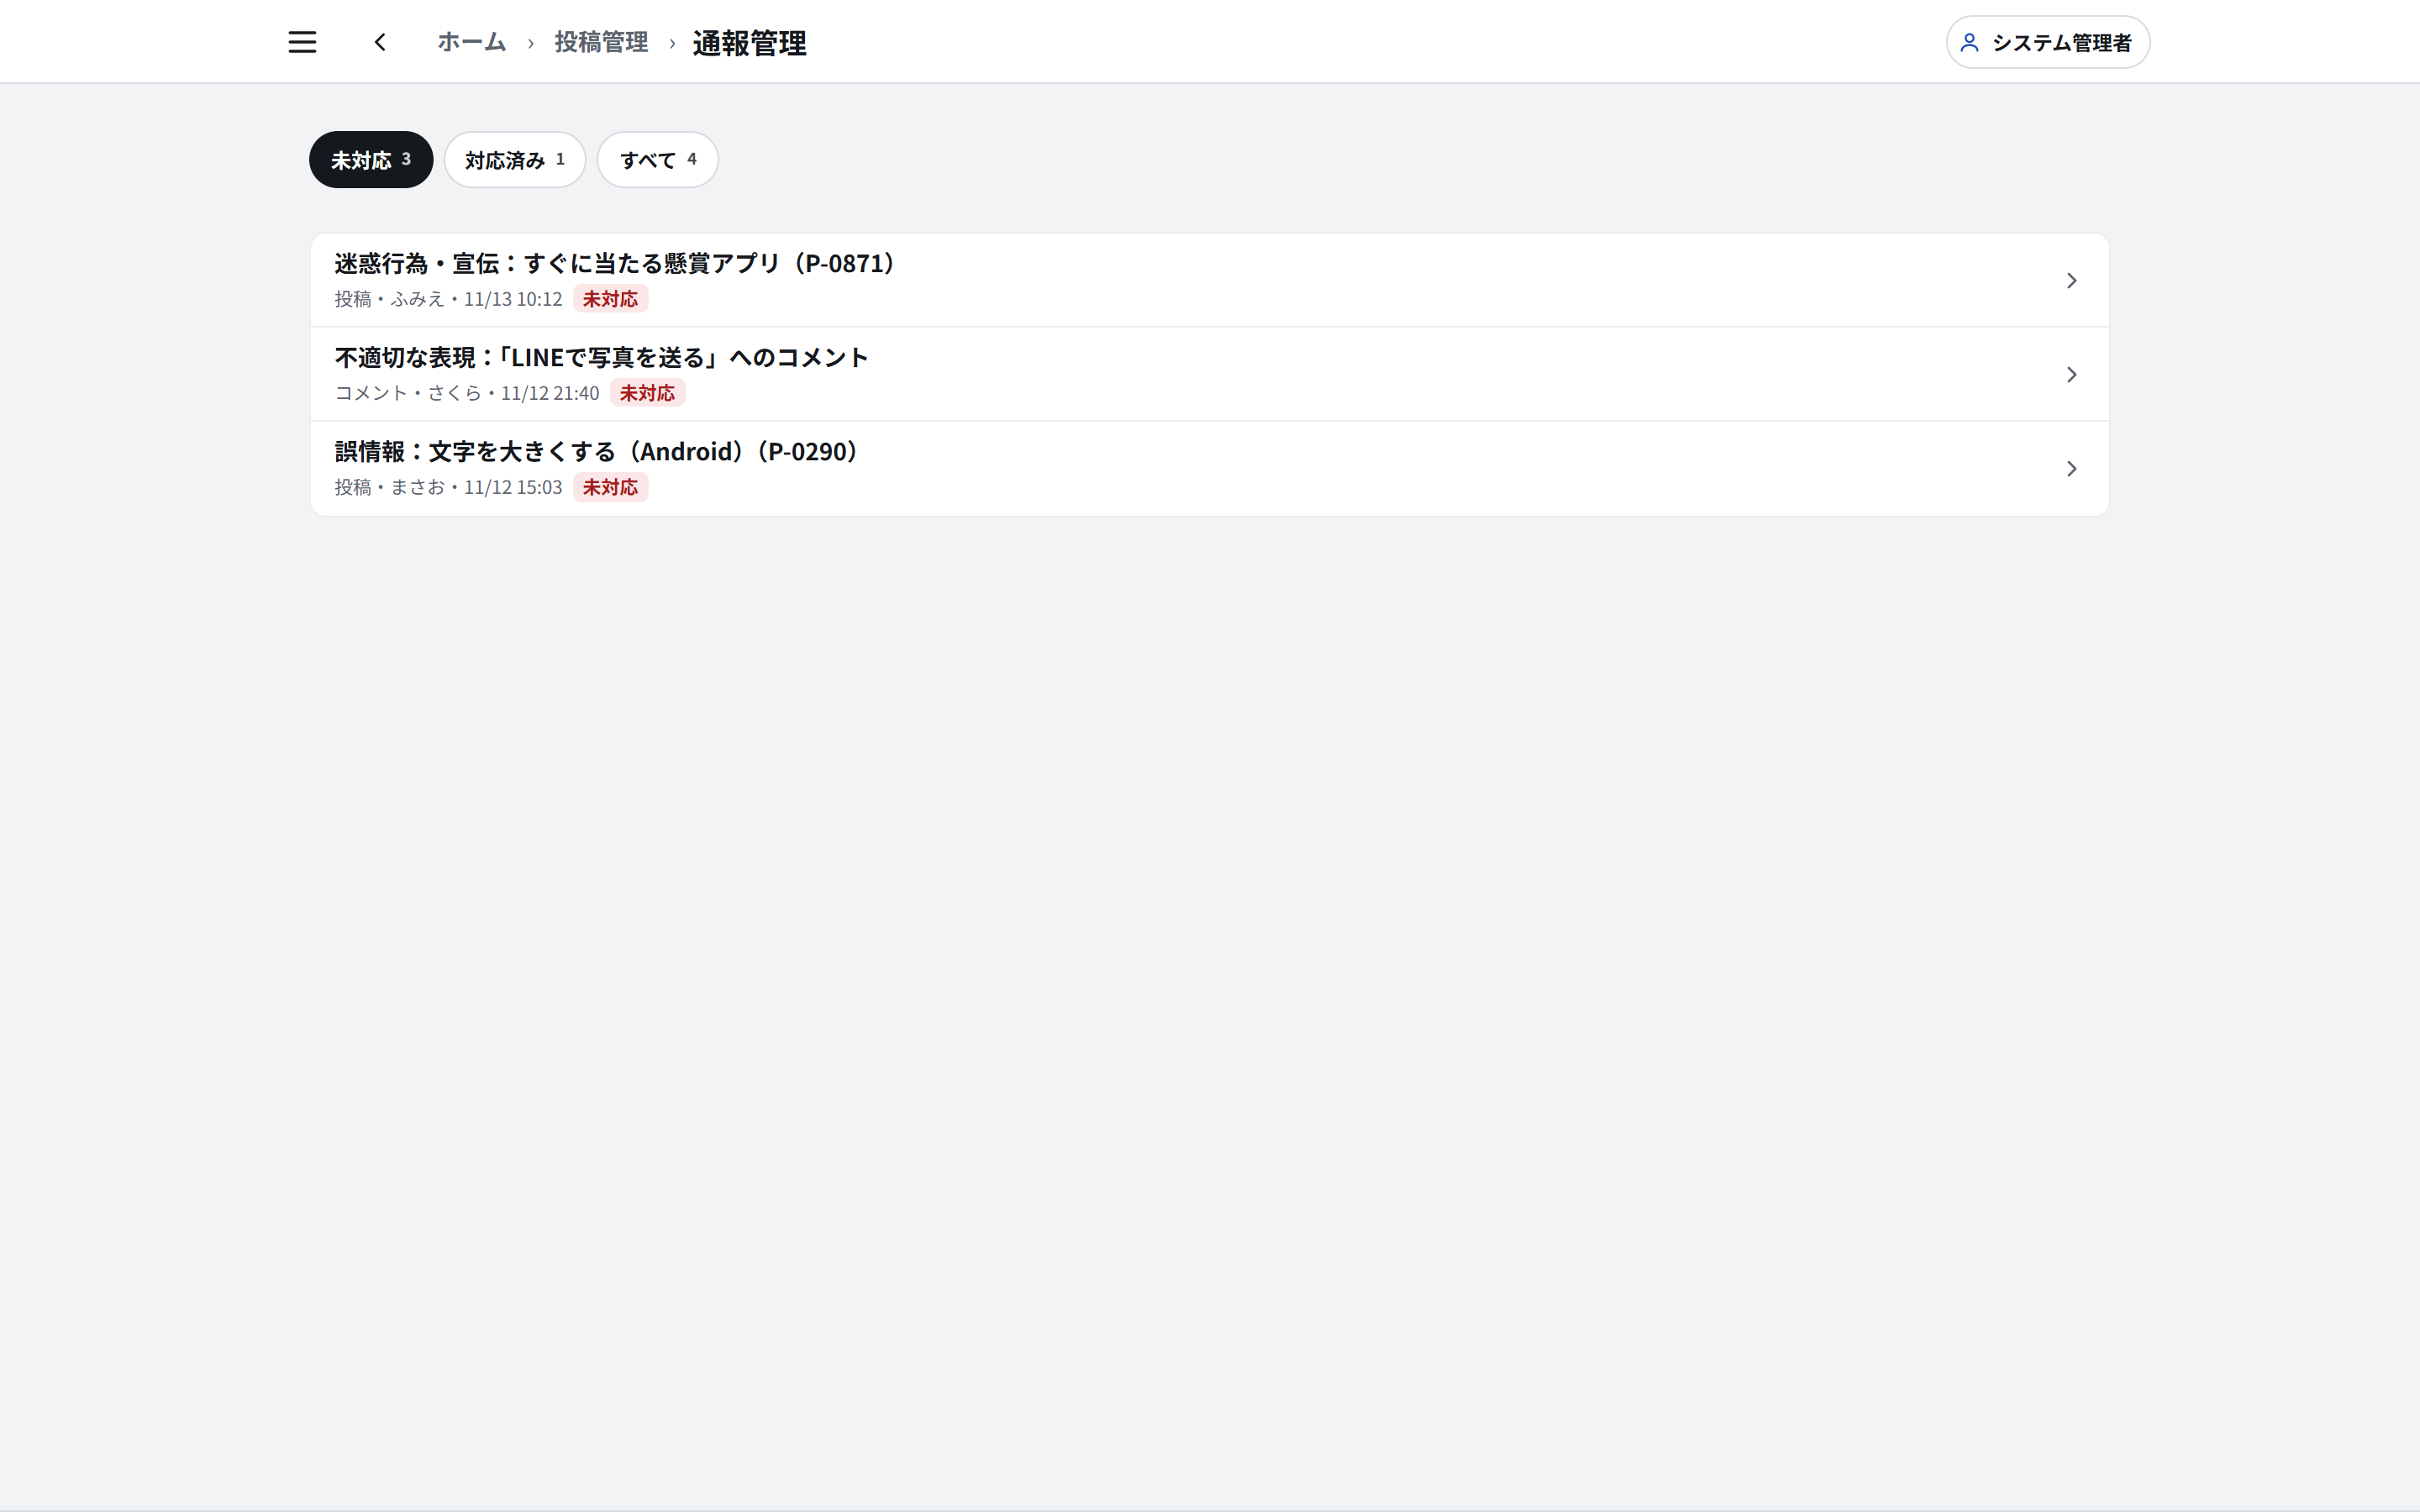 ホーム › 投稿管理 › 通報管理
システム管理者
未対応 3
対応済み 1
すべて 4
迷惑行為・宣伝：すぐに当たる懸賞アプリ（P-0871）
投稿・ふみえ・11/13 10:12 未対応
不適切な表現：「LINEで写真を送る」へのコメント
コメント・さくら・11/12 21:40 未対応
誤情報：文字を大きくする（Android）（P-0290）
投稿・まさお・11/12 15:03 未対応